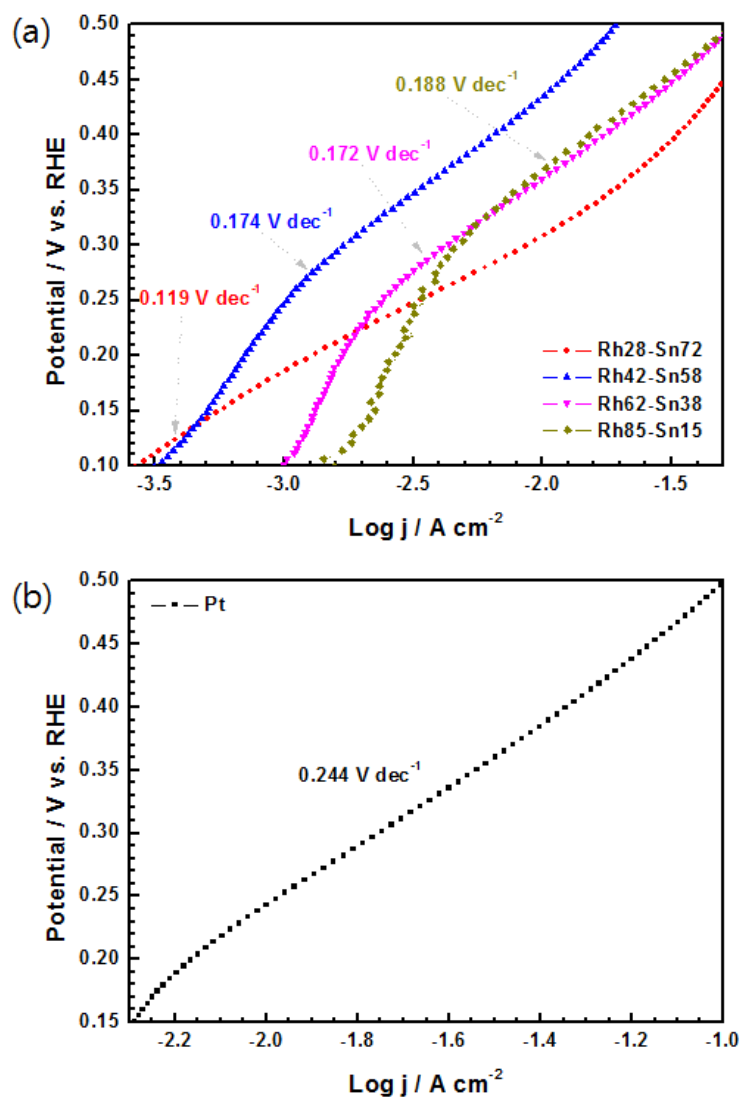 (a)
0.50
0.45
0.40
0.35
0.30
0.25
0.20
0.15
0.10
Potential / V vs. RHE
0.188 V dec⁻¹
0.172 V dec⁻¹
0.174 V dec⁻¹
0.119 V dec⁻¹
Rh28-Sn72
Rh42-Sn58
Rh62-Sn38
Rh85-Sn15
-3.5 -3.0 -2.5 -2.0 -1.5
Log j / A cm⁻²
(b)
0.50
0.45
0.40
0.35
0.30
0.25
0.20
0.15
Potential / V vs. RHE
Pt
0.244 V dec⁻¹
-2.2 -2.0 -1.8 -1.6 -1.4 -1.2 -1.0
Log j / A cm⁻²